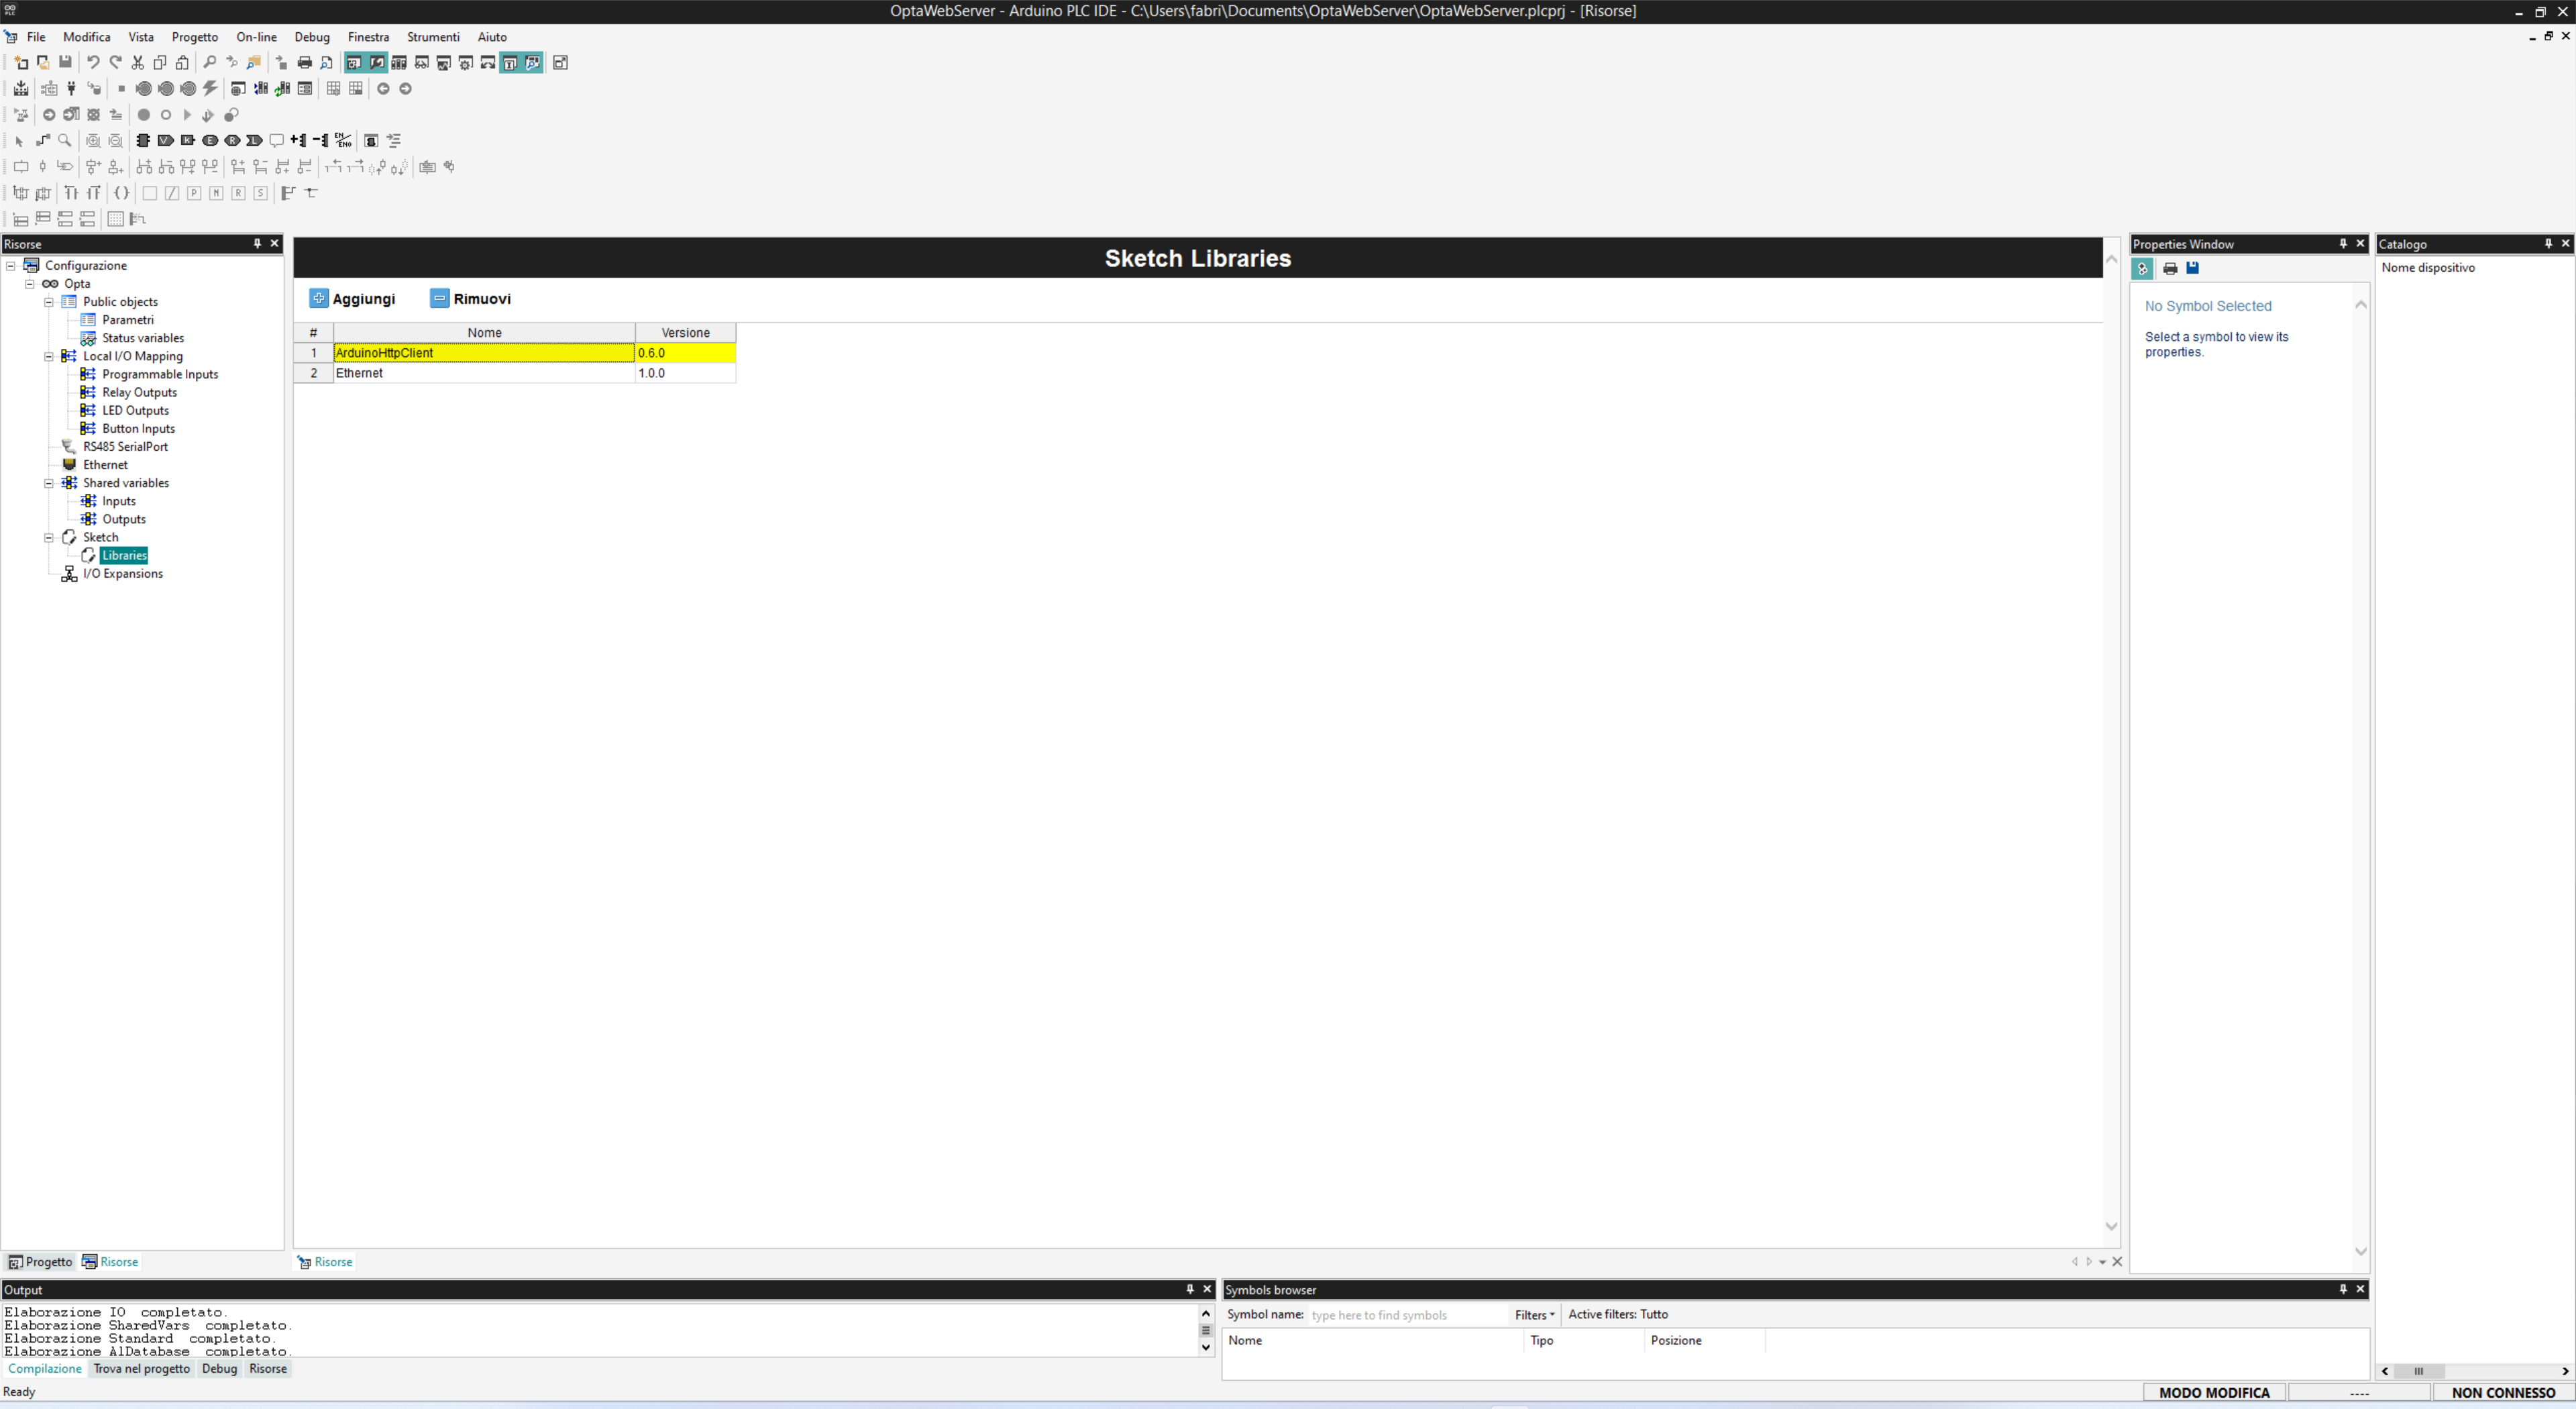 OptaWebServer - Arduino PLC IDE - C:\Users\fabri\Documents\OptaWebServer\OptaWebServer.plcprj - [Risorse]
File Modifica Vista Progetto On-line Debug Finestra Strumenti Aiuto
Risorse
Configurazione
Opta
Public objects
Parametri
Status variables
Local I/O Mapping
Programmable Inputs
Relay Outputs
LED Outputs
Button Inputs
RS485 SerialPort
Ethernet
Shared variables
Inputs
Outputs
Sketch
Libraries
I/O Expansions
Progetto Risorse
Sketch Libraries
Aggiungi Rimuovi
# Nome Versione
1 ArduinoHttpClient 0.6.0
2 Ethernet 1.0.0
Risorse
Properties Window
No Symbol Selected
Select a symbol to view its
properties.
Catalogo
Nome dispositivo
Output
Elaborazione IO completato.
Elaborazione SharedVars completato.
Elaborazione Standard completato.
Elaborazione AlDatabase completato.
Compilazione Trova nel progetto Debug Risorse
Symbols browser
Symbol name: type here to find symbols Filters Active filters: Tutto
Nome Tipo Posizione
Ready
MODO MODIFICA ---- NON CONNESSO